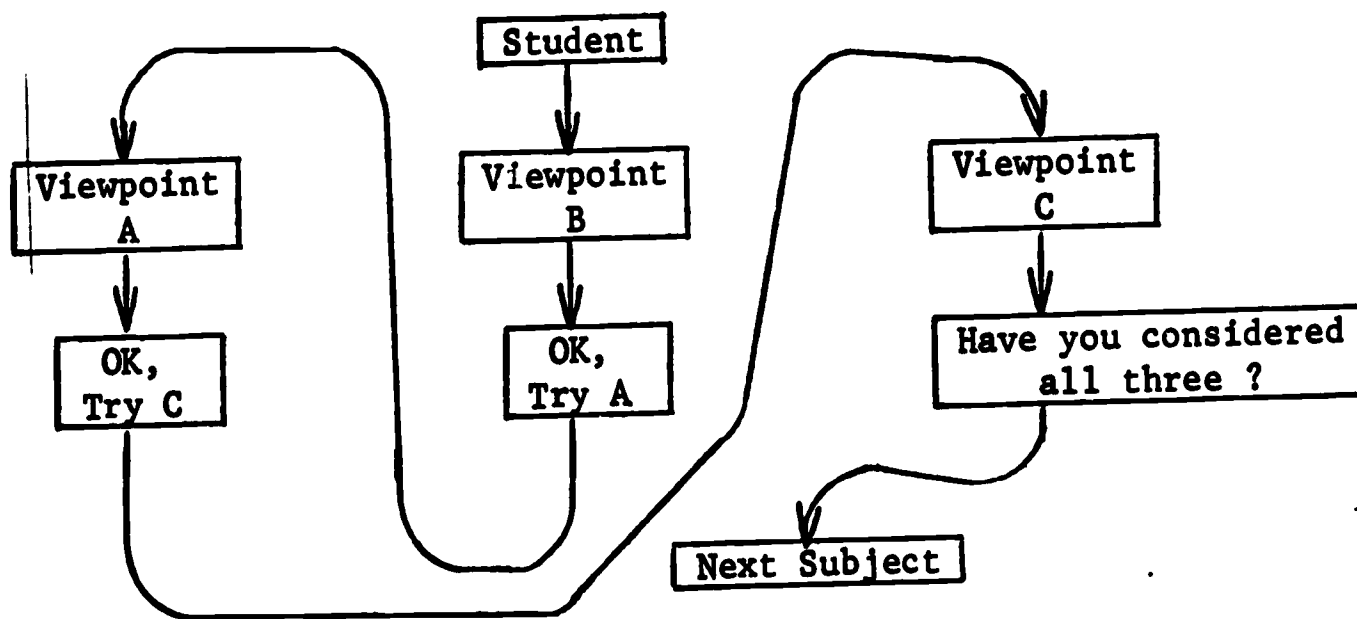 Student
Viewpoint
A
Viewpoint
B
Viewpoint
C
OK,
Try C
OK,
Try A
Have you considered
all three ?
Next Subject